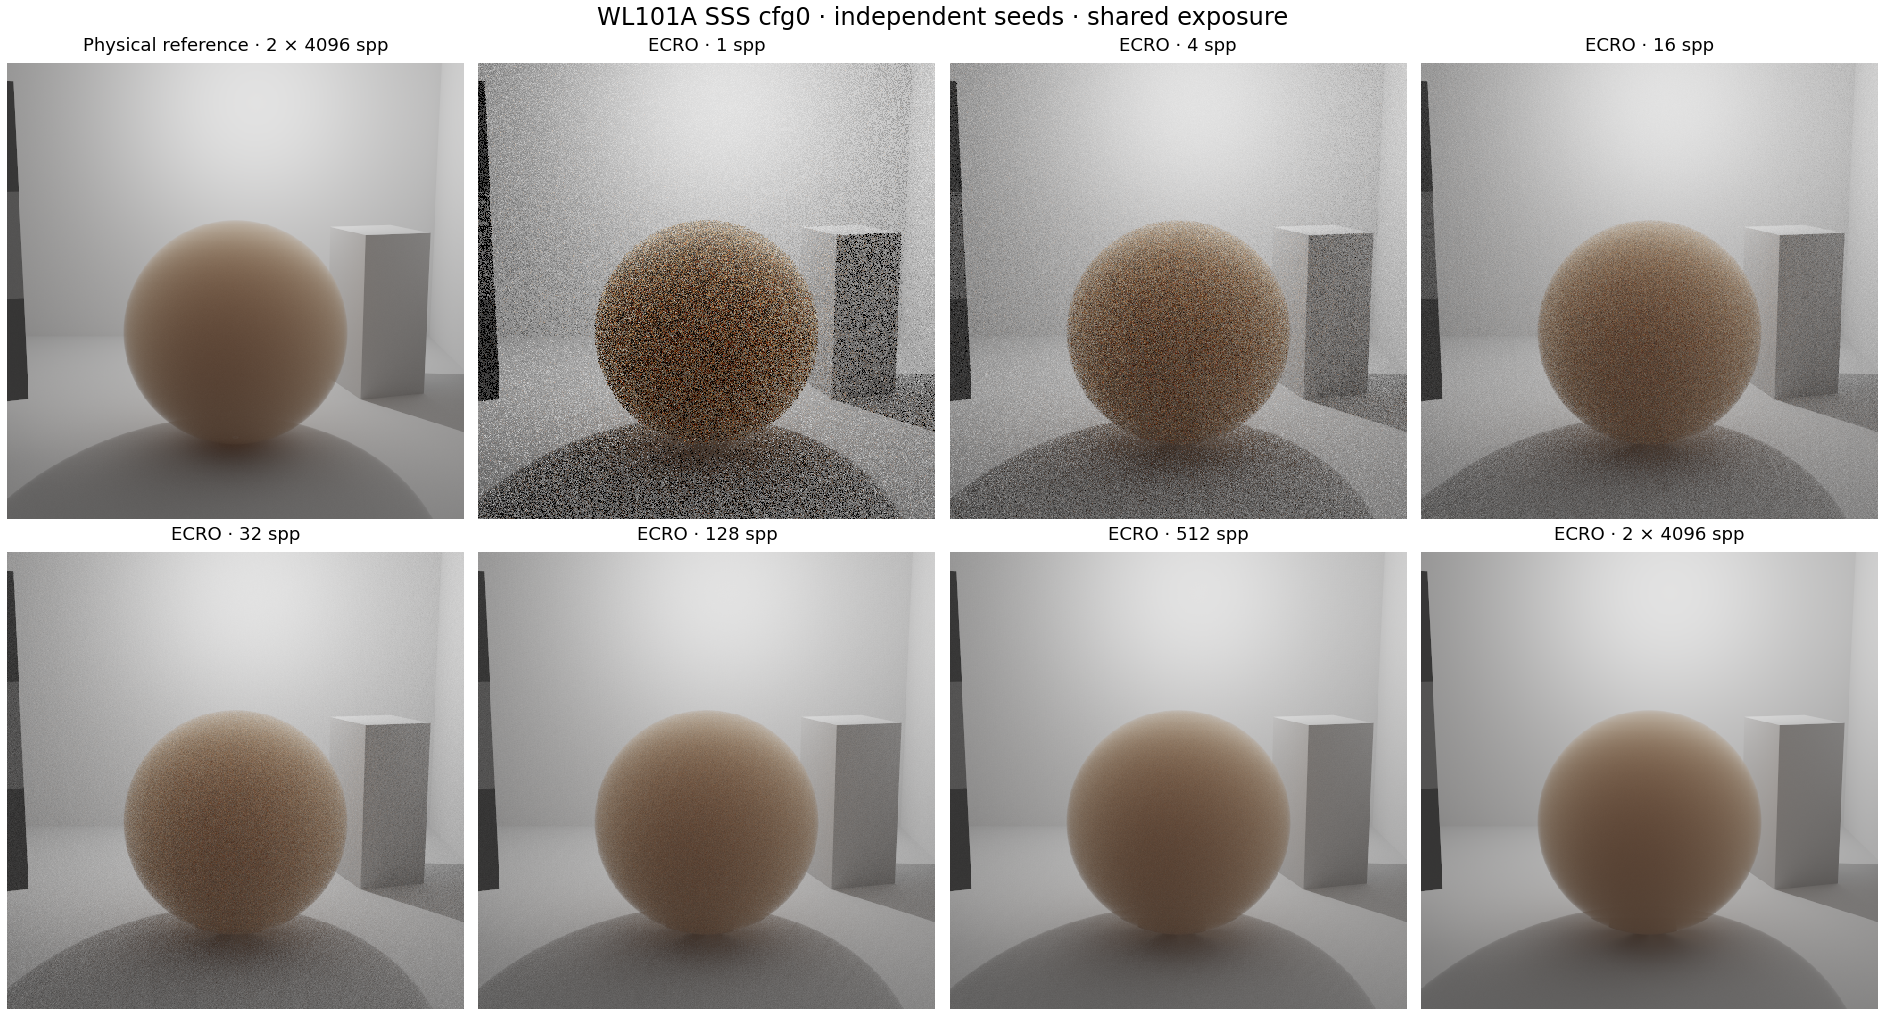 WL101A SSS cfg0 · independent seeds · shared exposure
Physical reference · 2 × 4096 spp
ECRO · 1 spp
ECRO · 4 spp
ECRO · 16 spp
ECRO · 32 spp
ECRO · 128 spp
ECRO · 512 spp
ECRO · 2 × 4096 spp